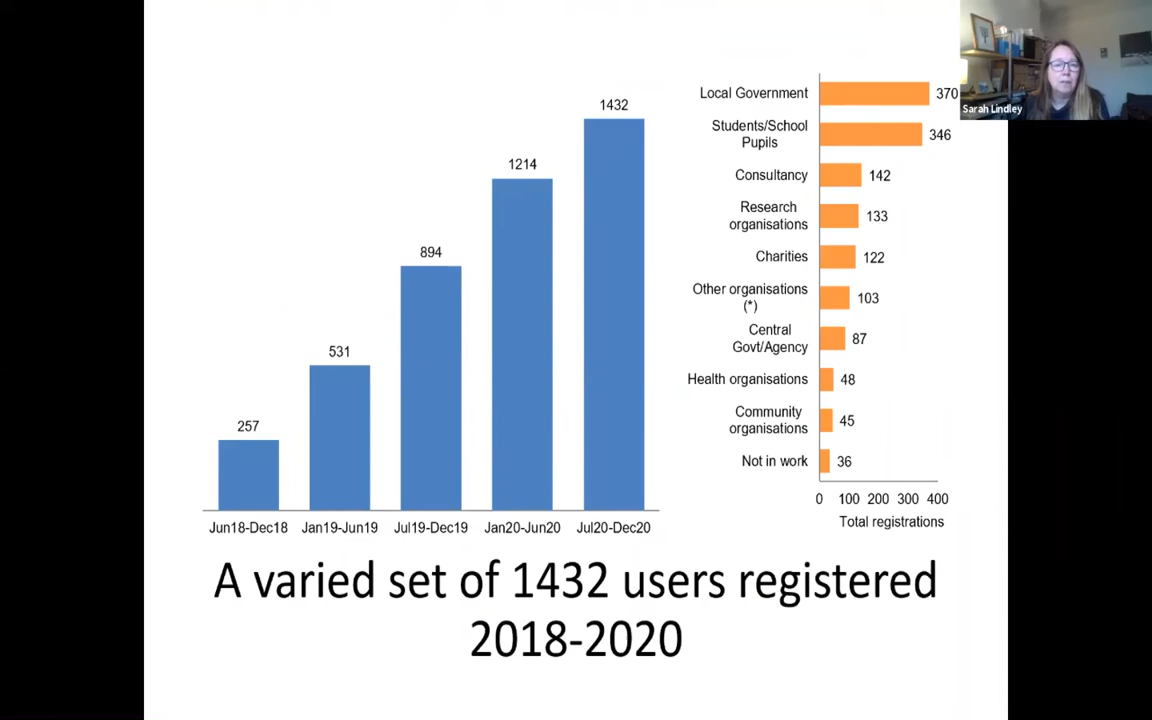 1432
1214
894
531
257
Jun18-Dec18 Jan19-Jun19 Jul19-Dec19 Jan20-Jun20 Jul20-Dec20
Local Government 370
Students/School
Pupils 346
Consultancy 142
Research
organisations 133
Charities 122
Other organisations
(*) 103
Central
Govt/Agency 87
Health organisations 48
Community
organisations 45
Not in work 36
0 100 200 300 400
Total registrations
Sarah Lindley
A varied set of 1432 users registered
2018-2020